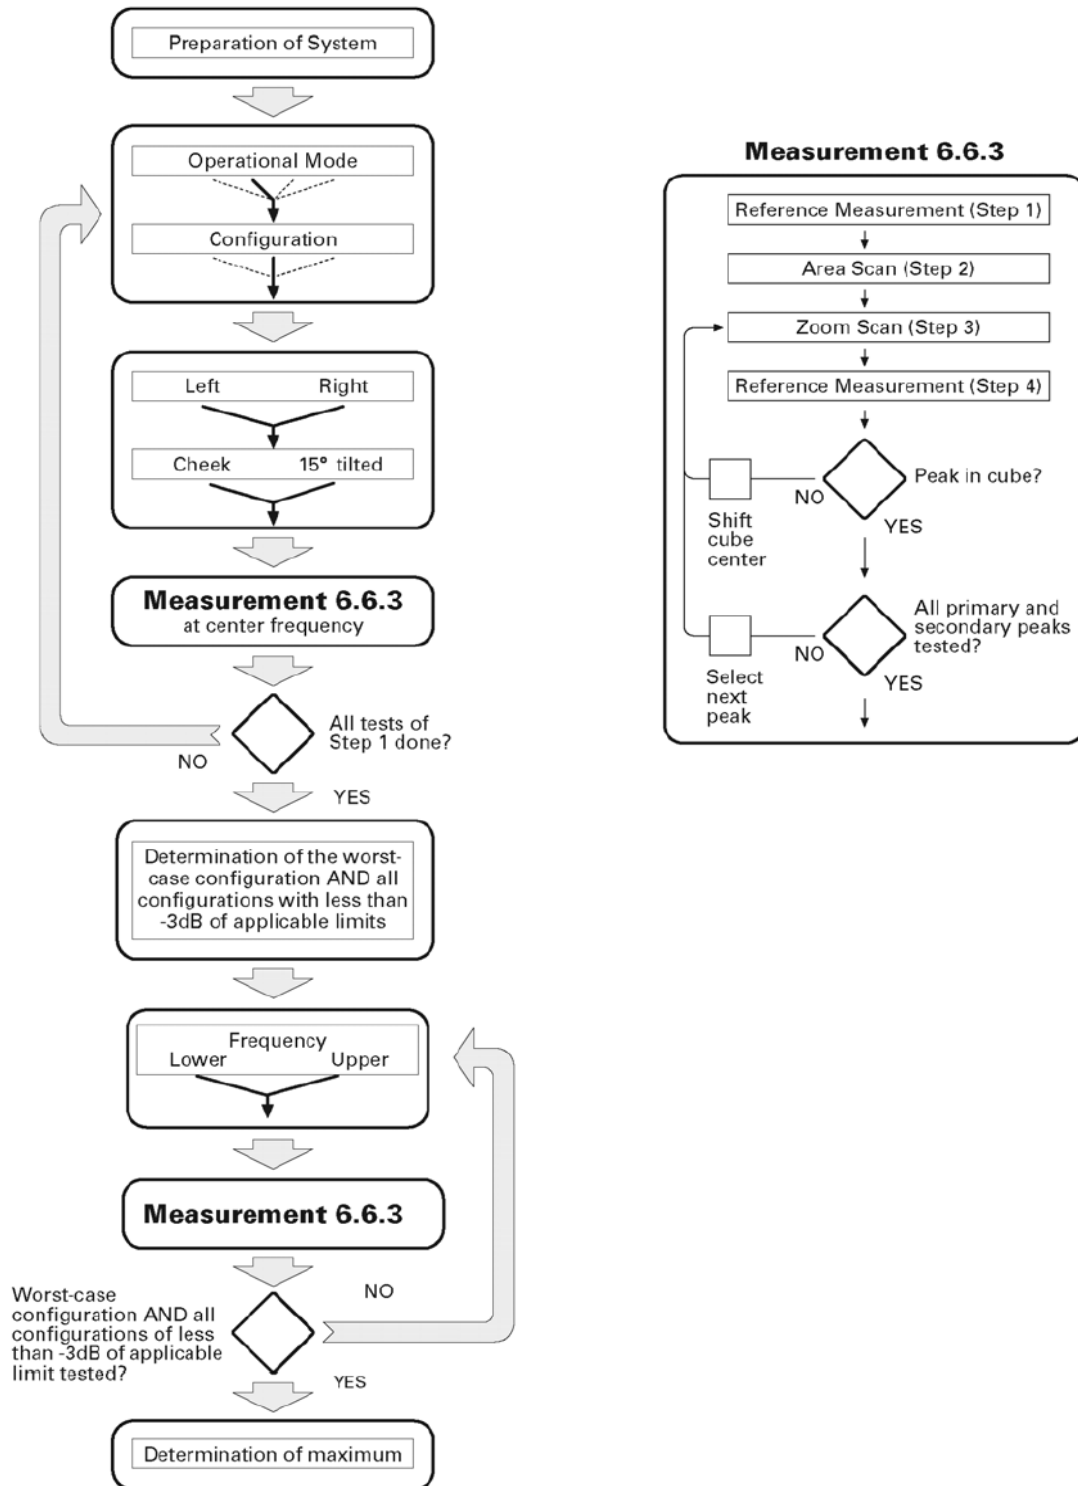 Preparation of System
Operational Mode
Configuration
Left Right
Cheek 15° tilted
Measurement 6.6.3
at center frequency
All tests of
Step 1 done?
NO
YES
Determination of the worst-
case configuration AND all
configurations with less than
-3dB of applicable limits
Frequency
Lower Upper
Measurement 6.6.3
Worst-case
configuration AND all
configurations of less
than -3dB of applicable
limit tested?
NO
YES
Determination of maximum
Measurement 6.6.3
Reference Measurement (Step 1)
Area Scan (Step 2)
Zoom Scan (Step 3)
Reference Measurement (Step 4)
Peak in cube?
NO
Shift
cube
center
YES
All primary and
secondary peaks
tested?
NO
Select
next
peak
YES